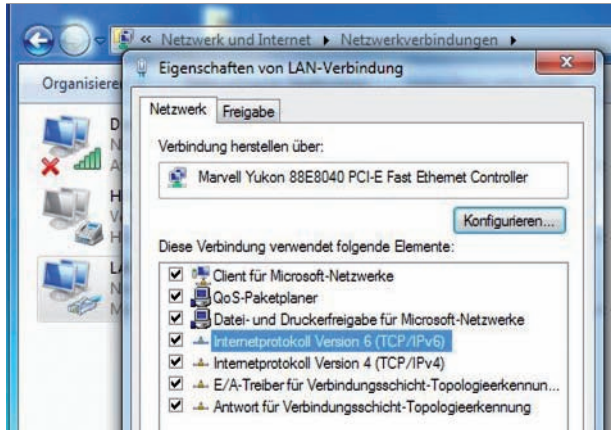 « Netzwerk und Internet ▸ Netzwerkverbindungen ▸
Organisieren
Eigenschaften von LAN-Verbindung
Netzwerk Freigabe
Verbindung herstellen über:
Marvell Yukon 88E8040 PCI-E Fast Ethernet Controller
Konfigurieren...
Diese Verbindung verwendet folgende Elemente:
Client für Microsoft-Netzwerke
QoS-Paketplaner
Datei- und Druckerfreigabe für Microsoft-Netzwerke
Internetprotokoll Version 6 (TCP/IPv6)
Internetprotokoll Version 4 (TCP/IPv4)
E/A-Treiber für Verbindungsschicht-Topologieerkennun...
Antwort für Verbindungsschicht-Topologieerkennung